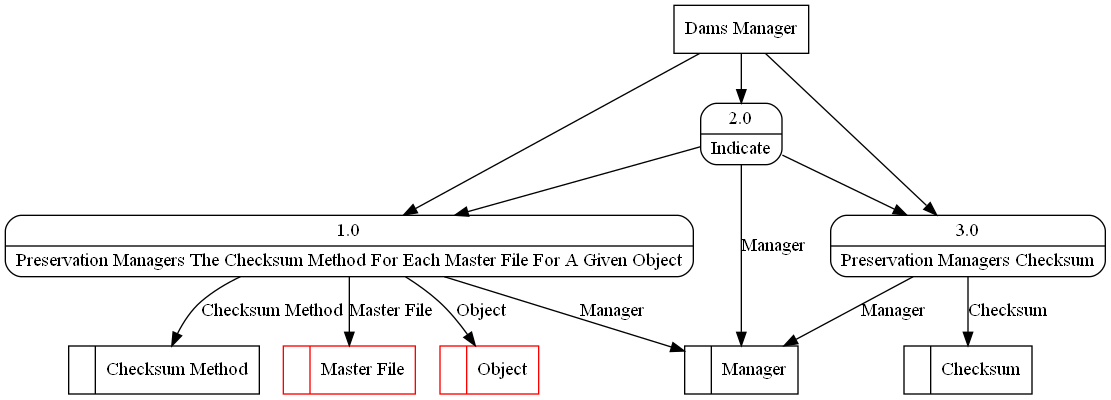 Dams Manager
2.0
Indicate
1.0
Preservation Managers The Checksum Method For Each Master File For A Given Object
3.0
Preservation Managers Checksum
Manager
Checksum Method
Master File
Object
Manager
Manager
Checksum
Checksum Method
Master File
Object
Manager
Checksum